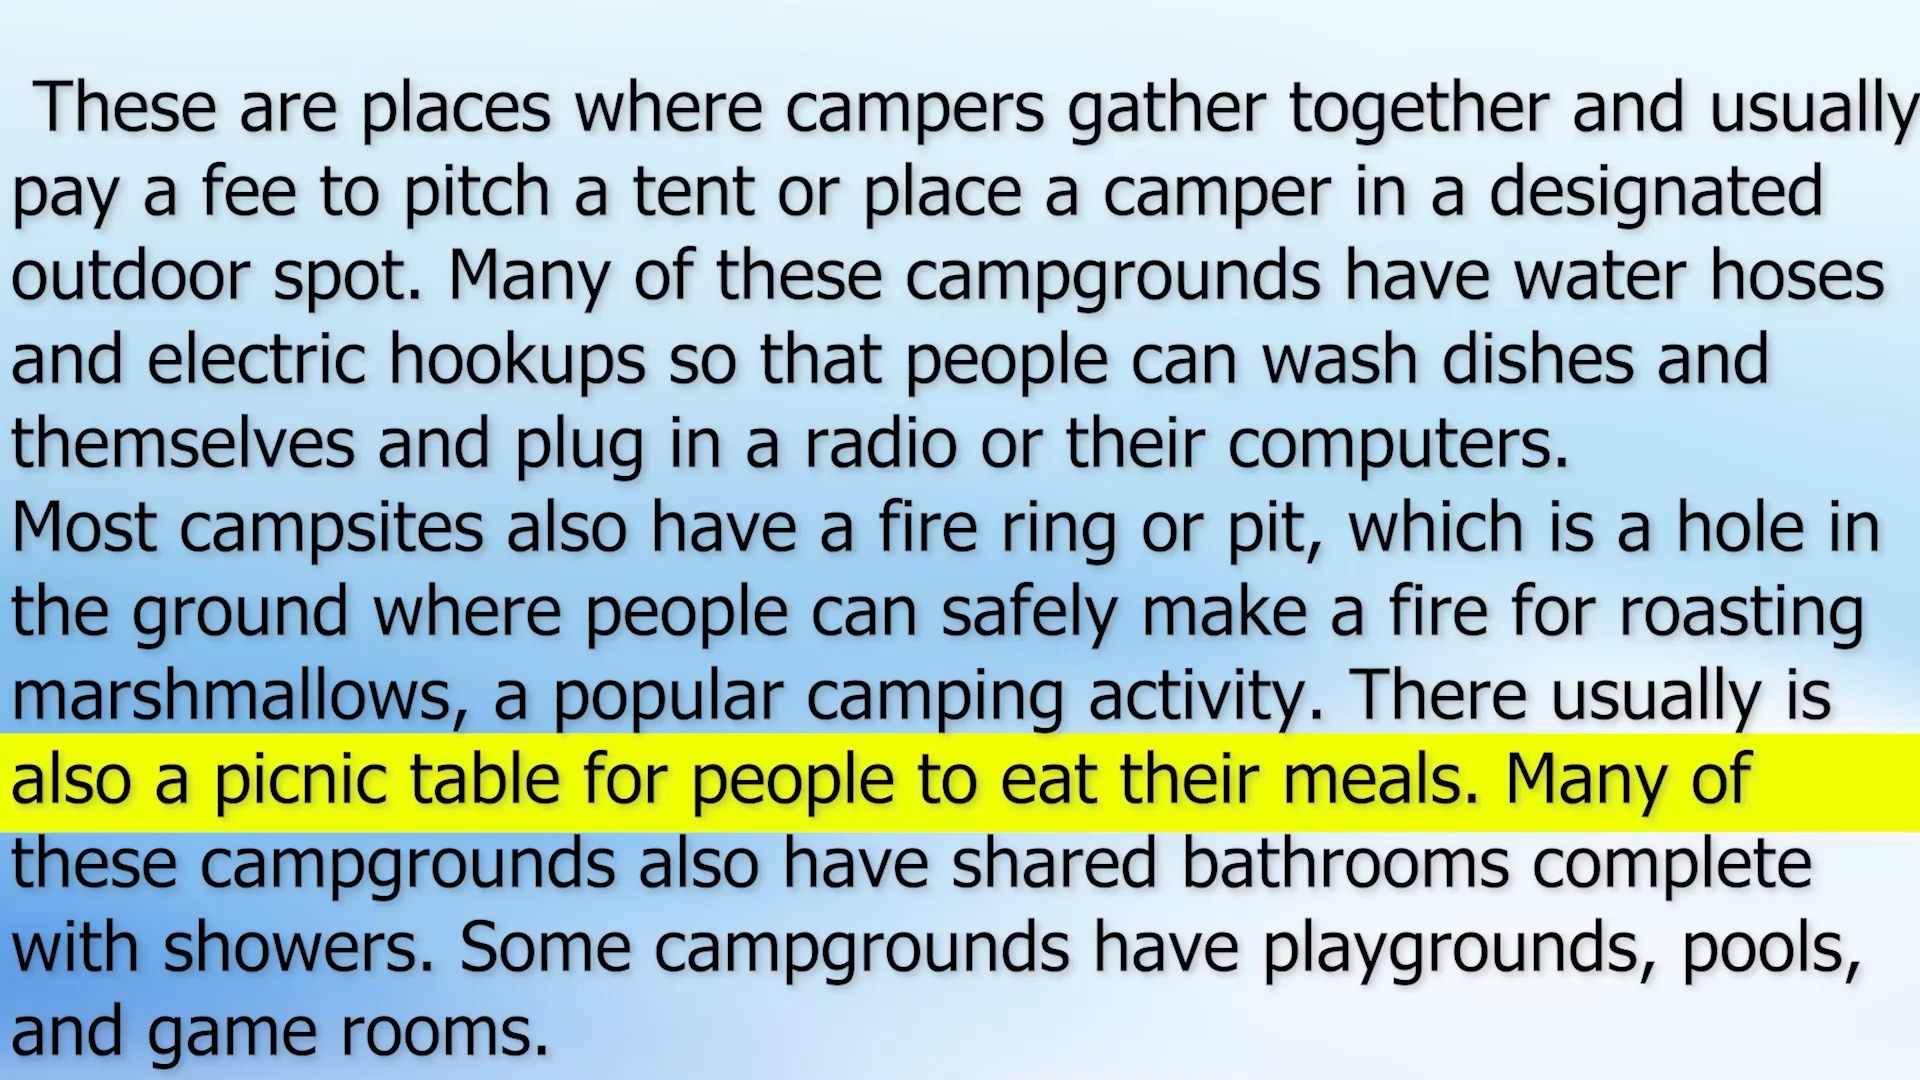 These are places where campers gather together and usually
pay a fee to pitch a tent or place a camper in a designated
outdoor spot. Many of these campgrounds have water hoses
and electric hookups so that people can wash dishes and
themselves and plug in a radio or their computers.
Most campsites also have a fire ring or pit, which is a hole in
the ground where people can safely make a fire for roasting
marshmallows, a popular camping activity. There usually is
also a picnic table for people to eat their meals. Many of
these campgrounds also have shared bathrooms complete
with showers. Some campgrounds have playgrounds, pools,
and game rooms.